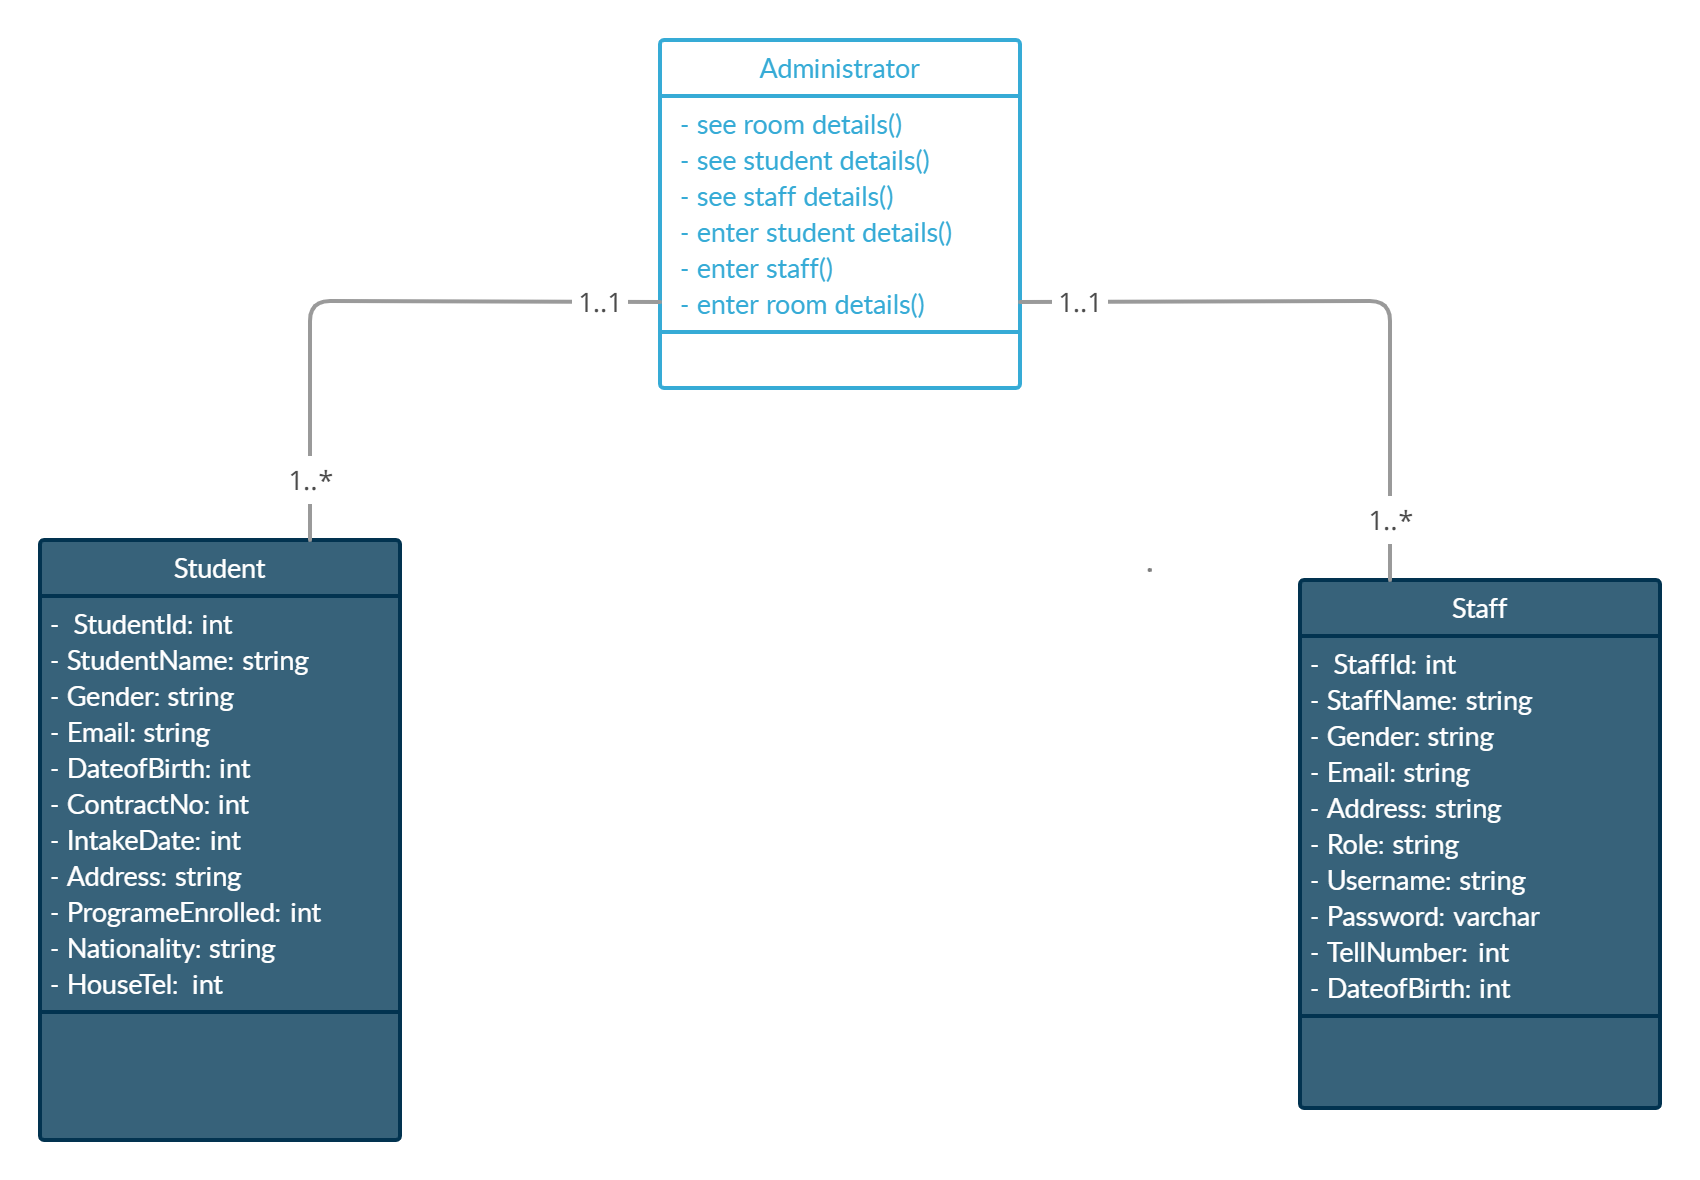 Administrator
- see room details()
- see student details()
- see staff details()
- enter student details()
- enter staff()
- enter room details()
1..1
1..1
1..*
1..*
Student
- StudentId: int
- StudentName: string
- Gender: string
- Email: string
- DateofBirth: int
- ContractNo: int
- IntakeDate: int
- Address: string
- ProgrameEnrolled: int
- Nationality: string
- HouseTel: int
.
Staff
- StaffId: int
- StaffName: string
- Gender: string
- Email: string
- Address: string
- Role: string
- Username: string
- Password: varchar
- TellNumber: int
- DateofBirth: int